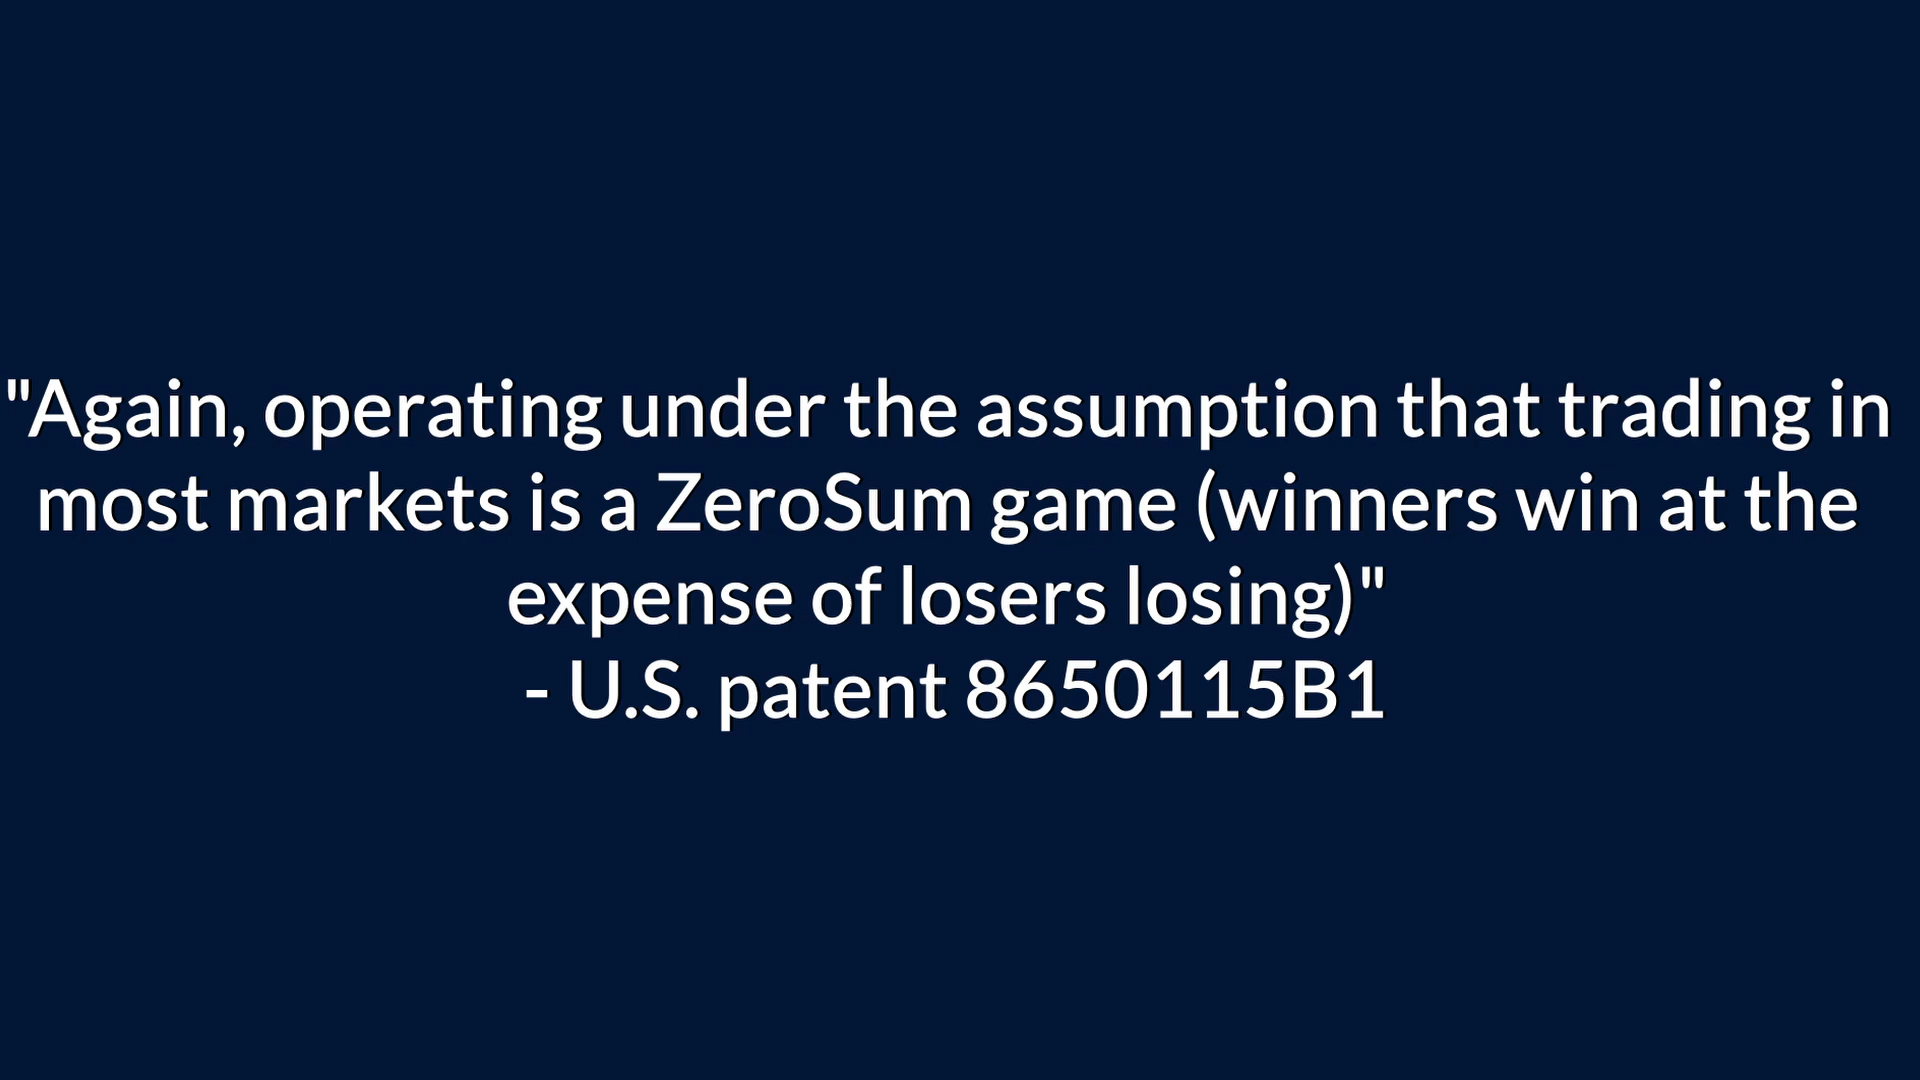 "Again, operating under the assumption that trading in
most markets is a ZeroSum game (winners win at the
expense of losers losing)"
- U.S. patent 8650115B1